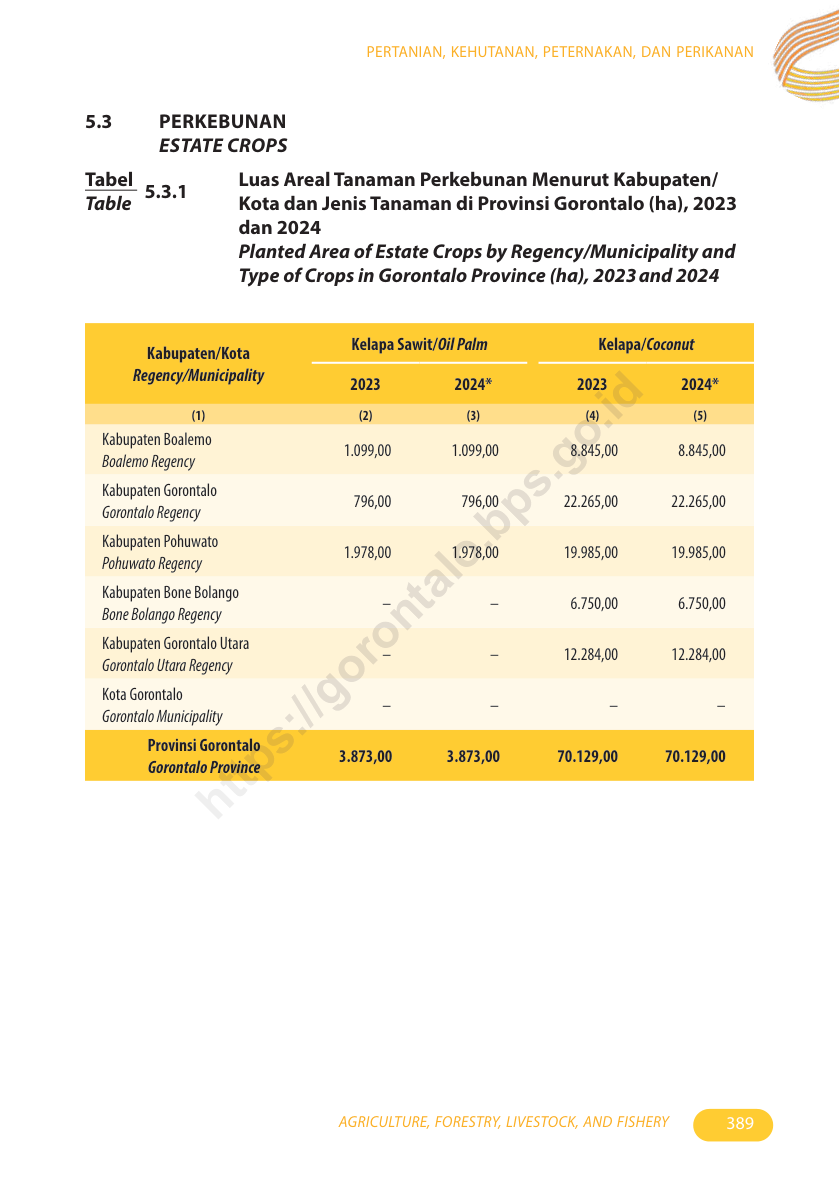 PERTANIAN, KEHUTANAN, PETERNAKAN, DAN PERIKANAN
5.3 PERKEBUNAN
ESTATE CROPS
Tabel 5.3.1
Table
Luas Areal Tanaman Perkebunan Menurut Kabupaten/
Kota dan Jenis Tanaman di Provinsi Gorontalo (ha), 2023
dan 2024
Planted Area of Estate Crops by Regency/Municipality and
Type of Crops in Gorontalo Province (ha), 2023 and 2024
Kabupaten/Kota
Regency/Municipality
Kelapa Sawit/Oil Palm Kelapa/Coconut
2023 2024* 2023 2024*
(1) (2) (3) (4) (5)
Kabupaten Boalemo
Boalemo Regency
1.099,00 1.099,00 8.845,00 8.845,00
Kabupaten Gorontalo
Gorontalo Regency
796,00 796,00 22.265,00 22.265,00
Kabupaten Pohuwato
Pohuwato Regency
1.978,00 1.978,00 19.985,00 19.985,00
Kabupaten Bone Bolango
Bone Bolango Regency
– – 6.750,00 6.750,00
Kabupaten Gorontalo Utara
Gorontalo Utara Regency
– – 12.284,00 12.284,00
Kota Gorontalo
Gorontalo Municipality
– – – –
Provinsi Gorontalo
Gorontalo Province
3.873,00 3.873,00 70.129,00 70.129,00
https://gorontalo.bps.go.id
AGRICULTURE, FORESTRY, LIVESTOCK, AND FISHERY 389